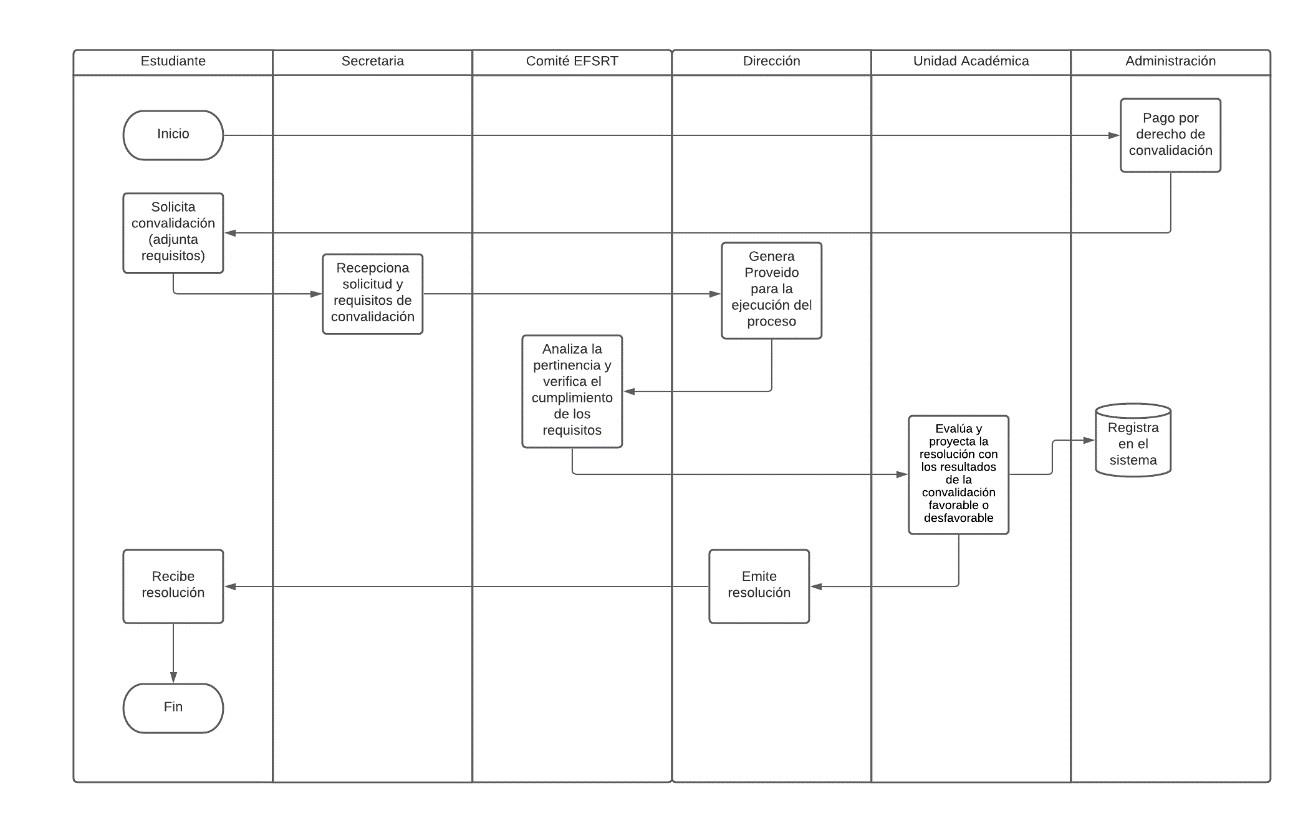 Estudiante
Secretaria
Comité EFSRT
Dirección
Unidad Académica
Administración
Inicio
Pago por
derecho de
convalidación
Solicita
convalidación
(adjunta
requisitos)
Recepciona
solicitud y
requisitos de
convalidación
Genera
Proveido
para la
ejecución del
proceso
Analiza la
pertinencia y
verifica el
cumplimiento
de los
requisitos
Evalúa y
proyecta la
resolución con
los resultados
de la
convalidación
favorable o
desfavorable
Registra
en el
sistema
Emite
resolución
Recibe
resolución
Fin